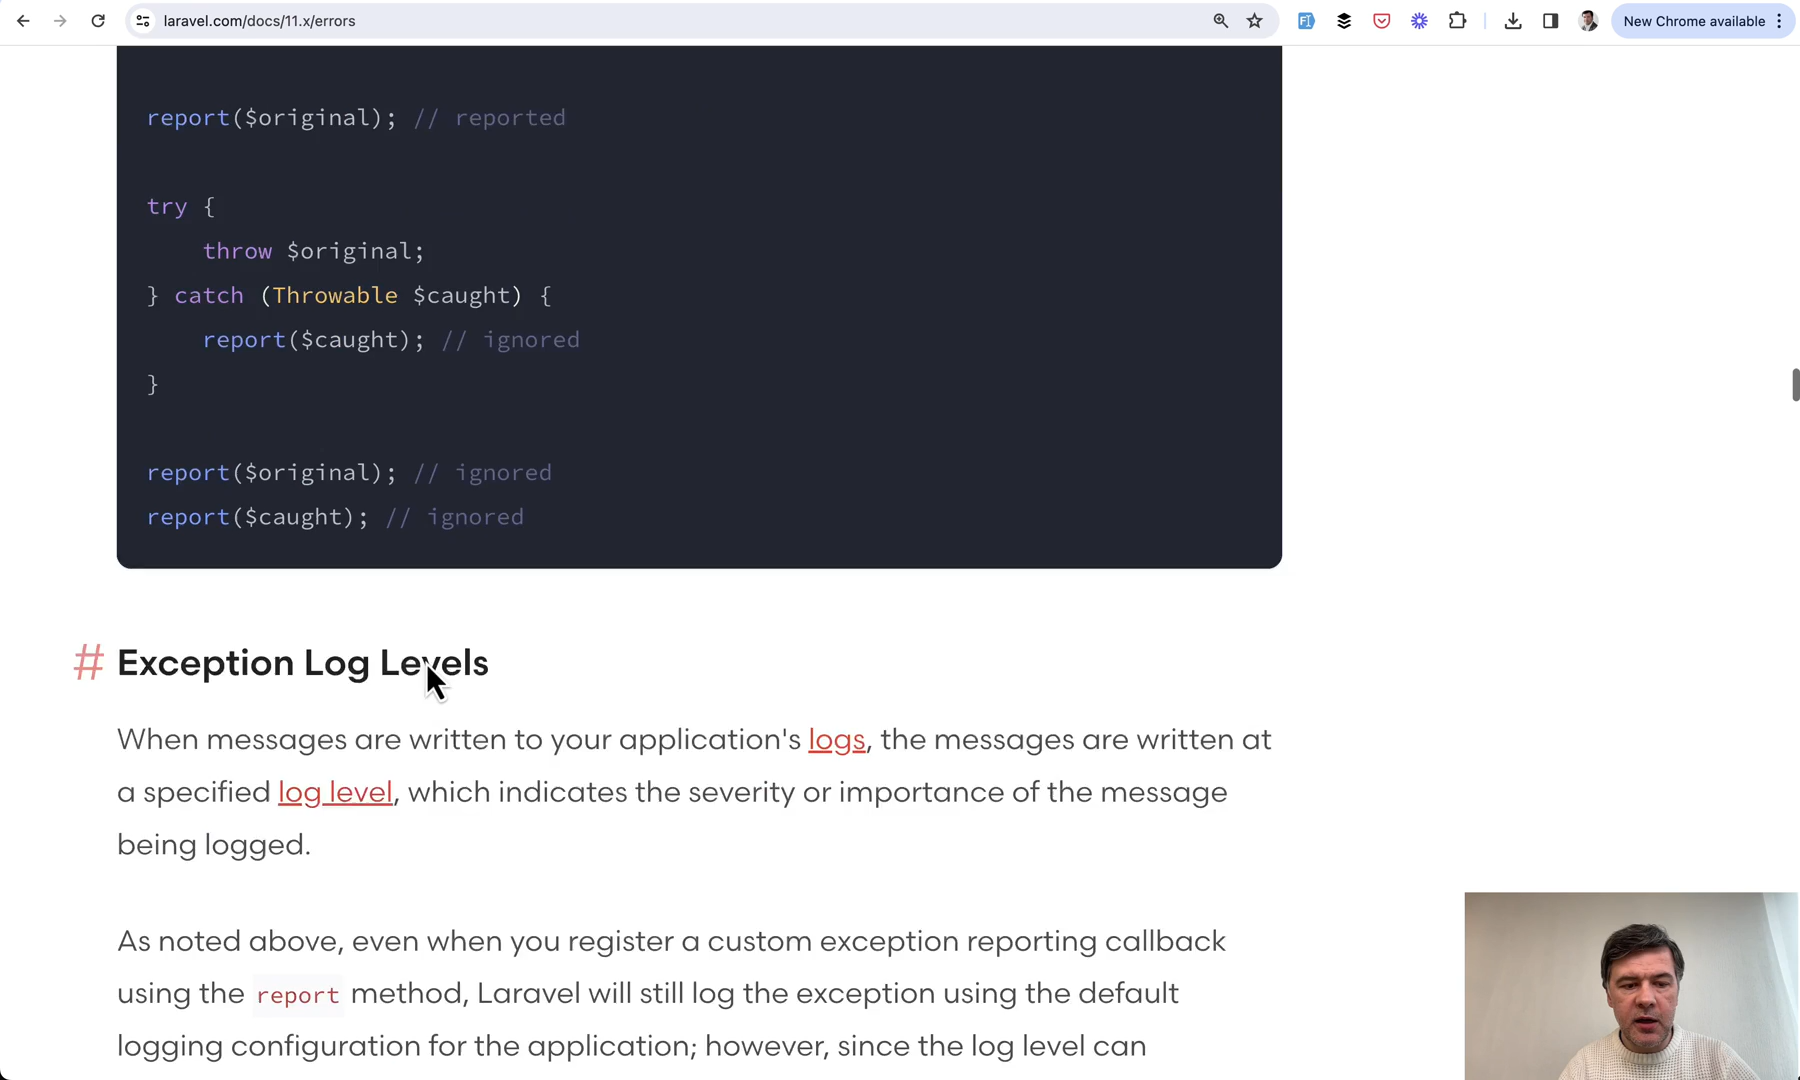 laravel.com/docs/11.x/errors
New Chrome available
report($original); // reported
try {
throw $original;
} catch (Throwable $caught) {
report($caught); // ignored
}
report($original); // ignored
report($caught); // ignored
# Exception Log Levels
When messages are written to your application's logs, the messages are written at
a specified log level, which indicates the severity or importance of the message
being logged.
As noted above, even when you register a custom exception reporting callback
using the report method, Laravel will still log the exception using the default
logging configuration for the application; however, since the log level can